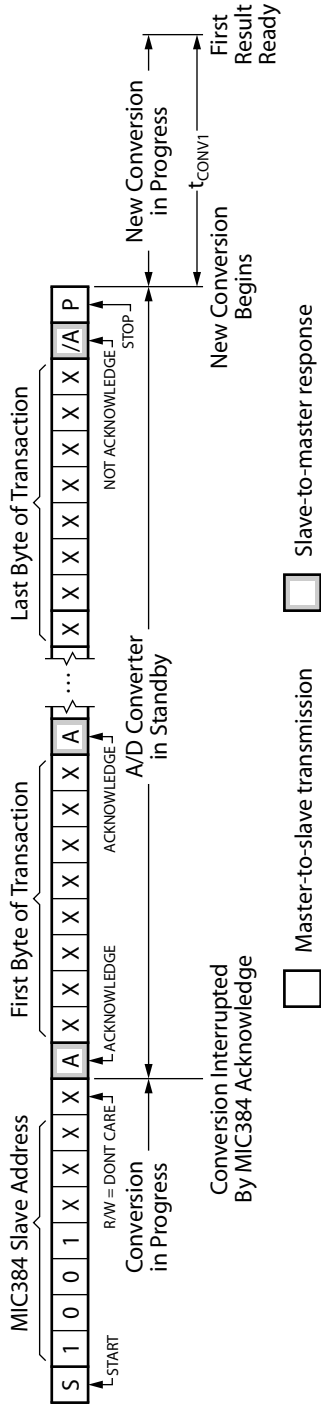 MIC384 Slave Address First Byte of Transaction Last Byte of Transaction
S 1 0 0 1 X X X X A X X X X X X X X A ... X X X X X X X X /A P
START
R/W = DONT CARE
ACKNOWLEDGE
ACKNOWLEDGE
NOT ACKNOWLEDGE
STOP
Conversion
in Progress
A/D Converter
in Standby
New Conversion
in Progress
tCONV1
Conversion Interrupted
By MIC384 Acknowledge
New Conversion
Begins
First
Result
Ready
Master-to-slave transmission
Slave-to-master response